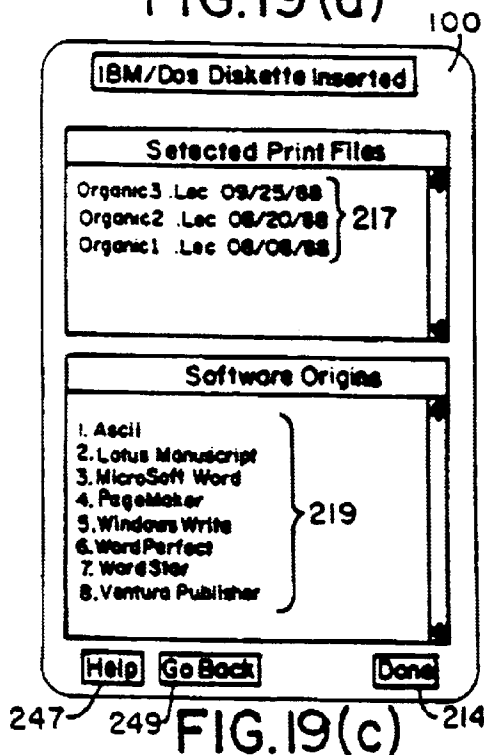 FIG.19(d)
100
IBM/Dos Diskette Inserted
Selected Print Files
Organic3 .Lec 09/25/88
Organic2 .Lec 08/20/88
Organic1 .Lec 08/08/88
217
Software Origins
1. Ascii
2. Lotus Manuscript
3. MicroSoft Word
4. PageMaker
5. Windows Write
6. WordPerfect
7. WordStar
8. Ventura Publisher
219
Help Go Back Done
247 249 214
FIG.19(c)